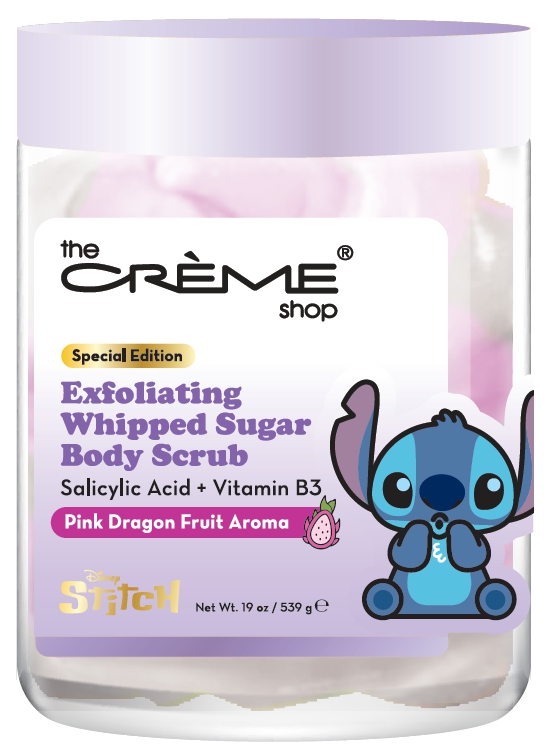 the
CRÈME®
shop
Special Edition
Exfoliating
Whipped Sugar
Body Scrub
Salicylic Acid + Vitamin B3
Pink Dragon Fruit Aroma
Disney
STiTCH
Net Wt. 19 oz / 539 g ℮